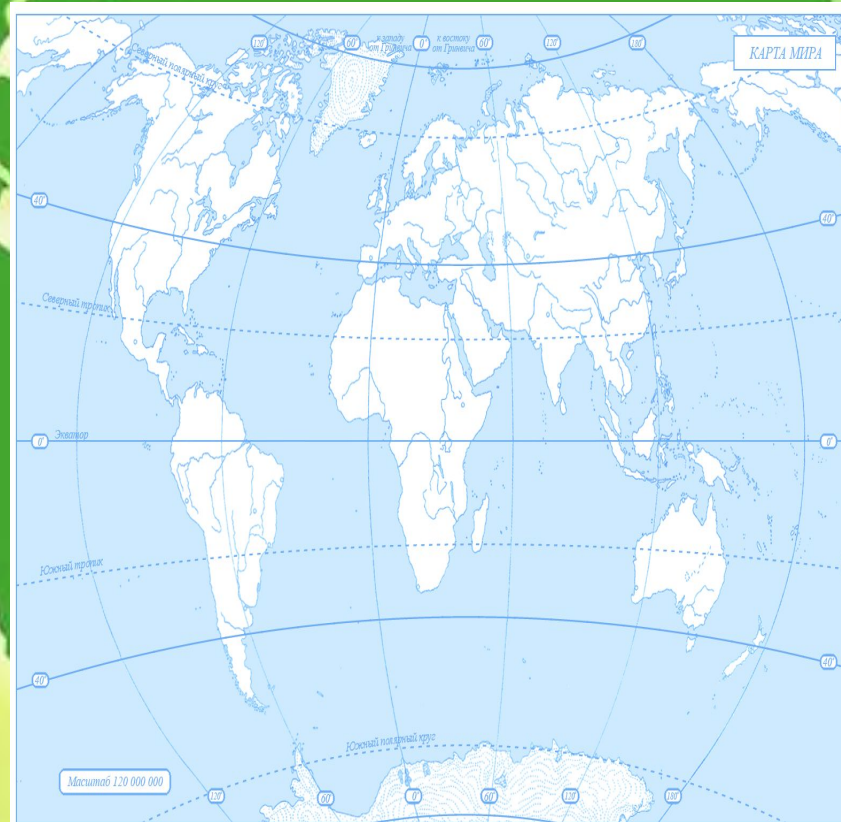 120°
60°
к западу
от Гринвича
0°
к востоку
от Гринвича
60°
120°
180°
КАРТА МИРА
Северный полярный круг
40°
40°
Северный тропик
0°
Экватор
0°
Южный тропик
40°
40°
Южный полярный круг
Масштаб 120 000 000
120°
60°
0°
60°
120°
180°